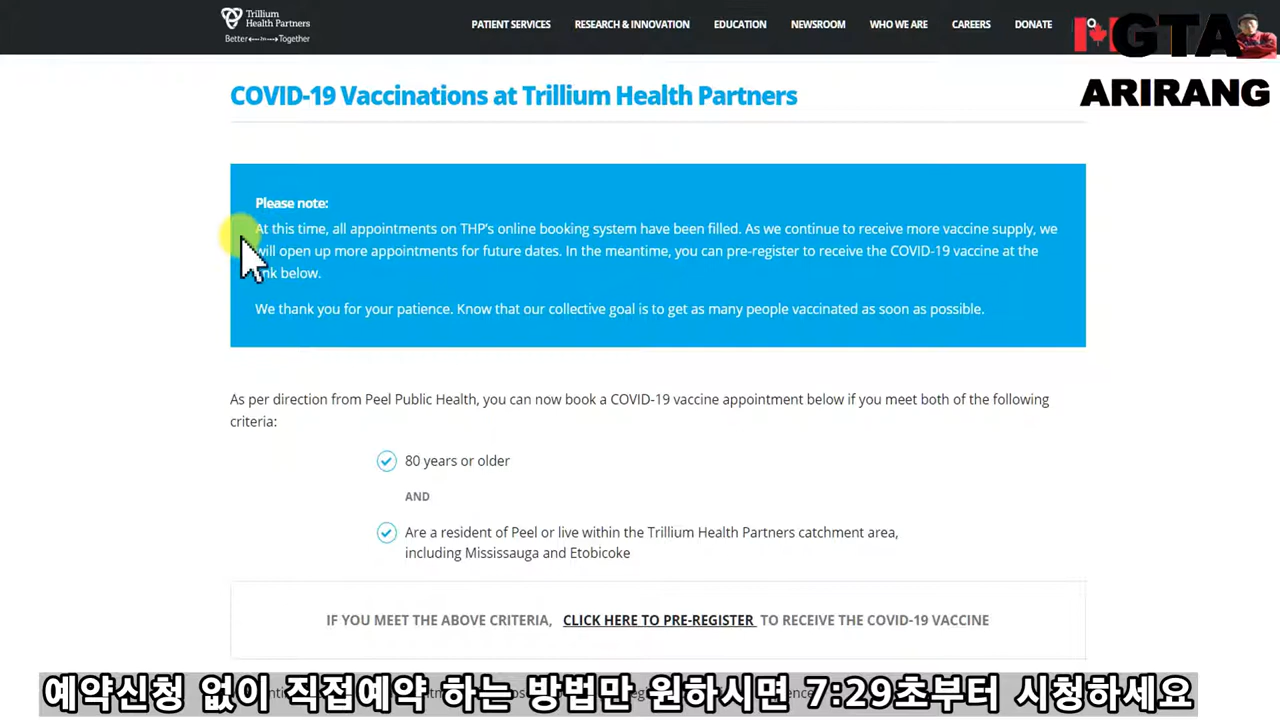 Trillium
Health Partners
Better Together
PATIENT SERVICES
RESEARCH & INNOVATION
EDUCATION
NEWSROOM
WHO WE ARE
CAREERS
DONATE
GTA
ARIRANG
COVID-19 Vaccinations at Trillium Health Partners
Please note:
At this time, all appointments on THP's online booking system have been filled. As we continue to receive more vaccine supply, we
will open up more appointments for future dates. In the meantime, you can pre-register to receive the COVID-19 vaccine at the
link below.
We thank you for your patience. Know that our collective goal is to get as many people vaccinated as soon as possible.
As per direction from Peel Public Health, you can now book a COVID-19 vaccine appointment below if you meet both of the following
criteria:
80 years or older
AND
Are a resident of Peel or live within the Trillium Health Partners catchment area,
including Mississauga and Etobicoke
IF YOU MEET THE ABOVE CRITERIA, CLICK HERE TO PRE-REGISTER TO RECEIVE THE COVID-19 VACCINE
예약신청 없이 직접예약 하는 방법만 원하시면 7:29초부터 시청하세요